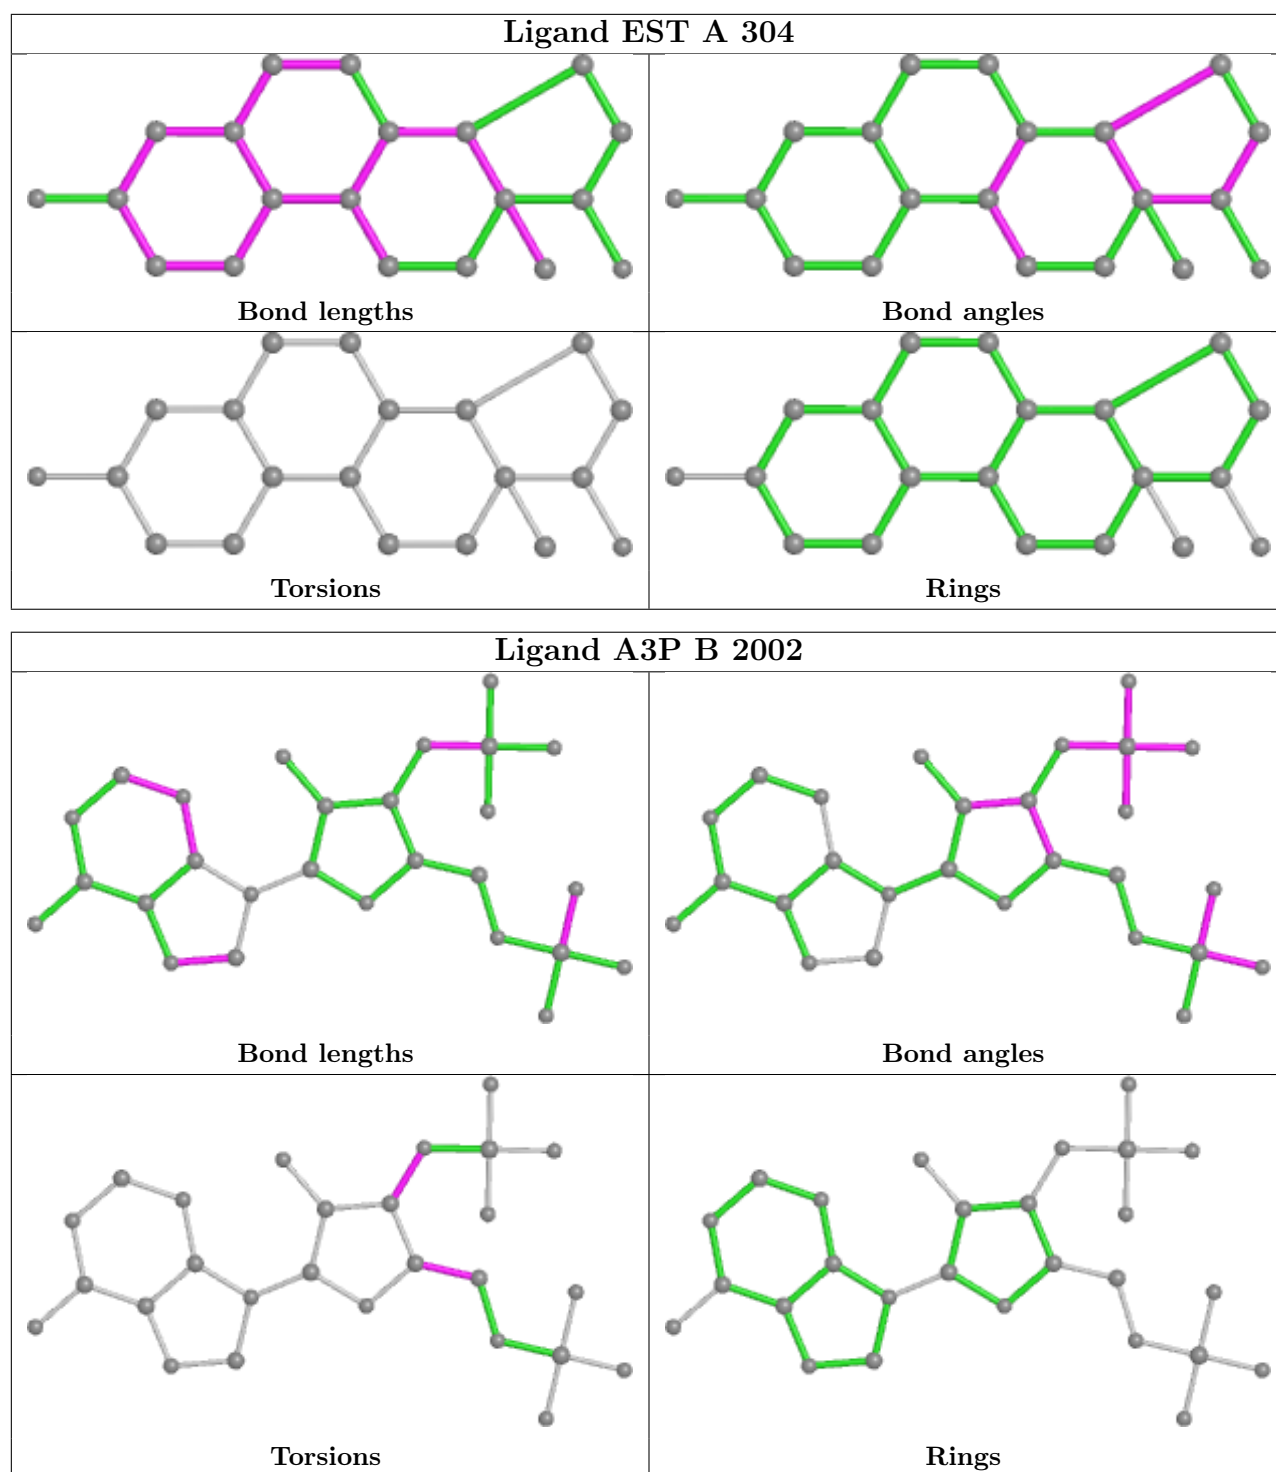 Ligand EST A 304
Bond lengths
Bond angles
Torsions
Rings
Ligand A3P B 2002
Bond lengths
Bond angles
Torsions
Rings